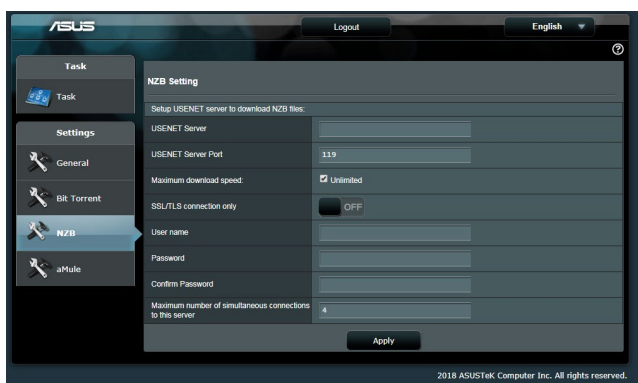 ASUS
Logout
English
?
Task
Task
Settings
General
Bit Torrent
NZB
aMule
NZB Setting
Setup USENET server to download NZB files:
USENET Server
USENET Server Port 119
Maximum download speed: Unlimited
SSL/TLS connection only OFF
User name
Password
Confirm Password
Maximum number of simultaneous connections
to this server 4
Apply
2018 ASUSTeK Computer Inc. All rights reserved.